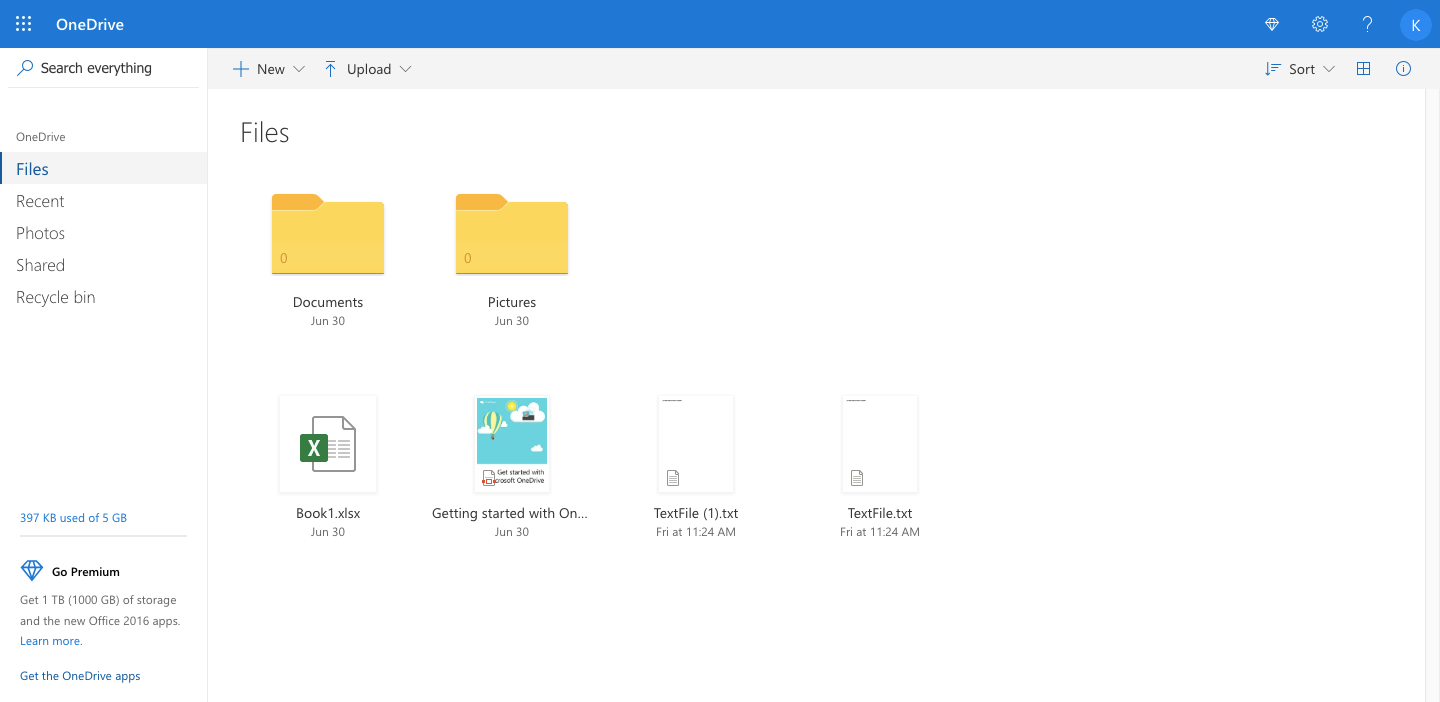 OneDrive
K
Search everything
New
Upload
Sort
OneDrive
Files
Recent
Photos
Shared
Recycle bin
Files
0
Documents
Jun 30
0
Pictures
Jun 30
X
Book1.xlsx
Jun 30
Get started with
crosoft OneDrive
Getting started with On...
Jun 30
TextFile (1).txt
Fri at 11:24 AM
TextFile.txt
Fri at 11:24 AM
397 KB used of 5 GB
Go Premium
Get 1 TB (1000 GB) of storage
and the new Office 2016 apps.
Learn more.
Get the OneDrive apps